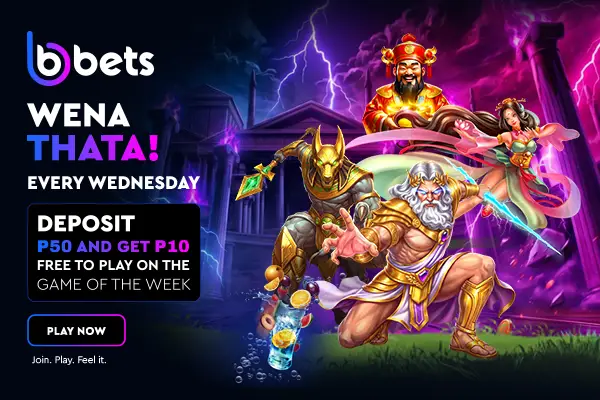 bbets
WENA
THATA!
EVERY WEDNESDAY
DEPOSIT
P50 AND GET P10
FREE TO PLAY ON THE
GAME OF THE WEEK
PLAY NOW
Join. Play. Feel it.